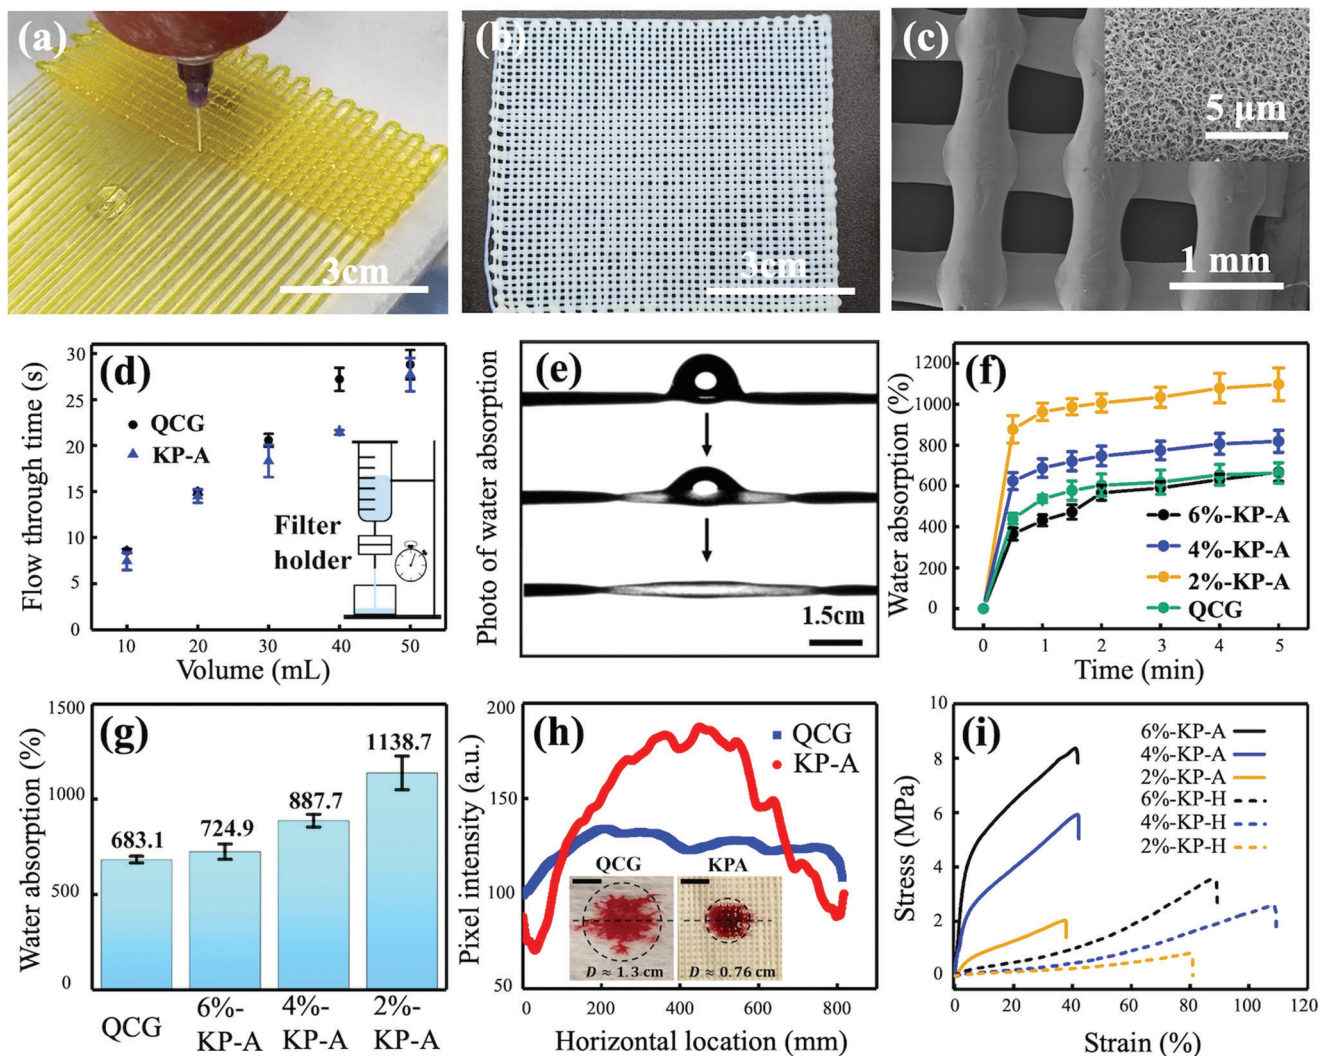 (a)
3cm
(b)
3cm
(c)
5 μm
1 mm
(d)
Flow through time (s)
30
25
20
15
10
5
0
QCG
KP-A
Filter
holder
10
20
30
40
50
Volume (mL)
(e)
Photo of water absorption
1.5cm
(f)
Water absorption (%)
1200
1000
800
600
400
200
0
6%-KP-A
4%-KP-A
2%-KP-A
QCG
0
1
2
3
4
5
Time (min)
(g)
Water absorption (%)
1500
1000
500
0
683.1
724.9
887.7
1138.7
QCG
6%-
KP-A
4%-
KP-A
2%-
KP-A
(h)
Pixel intensity (a.u.)
200
150
100
50
QCG
KP-A
QCG
KPA
D ≈ 1.3 cm
D ≈ 0.76 cm
0
200
400
600
800
Horizontal location (mm)
(i)
Stress (MPa)
10
8
6
4
2
0
6%-KP-A
4%-KP-A
2%-KP-A
6%-KP-H
4%-KP-H
2%-KP-H
0
20
40
60
80
100
120
Strain (%)